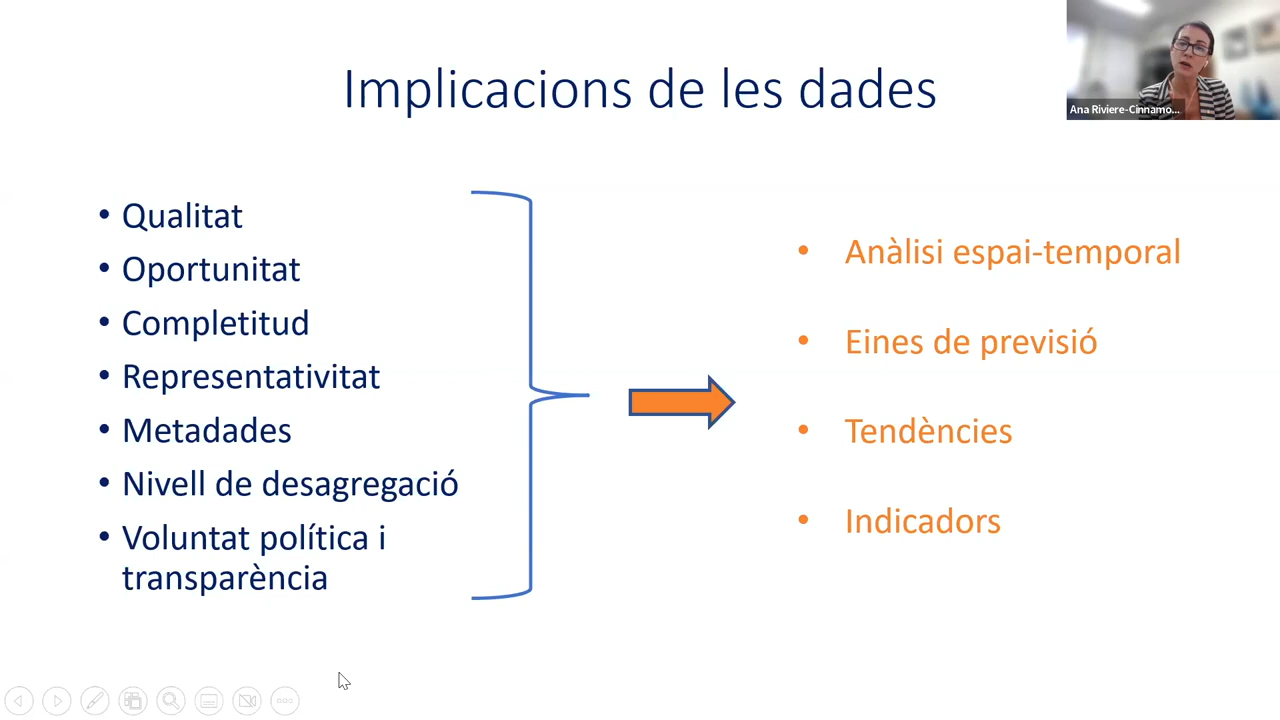 Implicacions de les dades
Ana Riviere-Cinnamo...
• Qualitat
• Oportunitat
• Completitud
• Representativitat
• Metadades
• Nivell de desagregació
• Voluntat política i
transparència
• Anàlisi espai-temporal
• Eines de previsió
• Tendències
• Indicadors